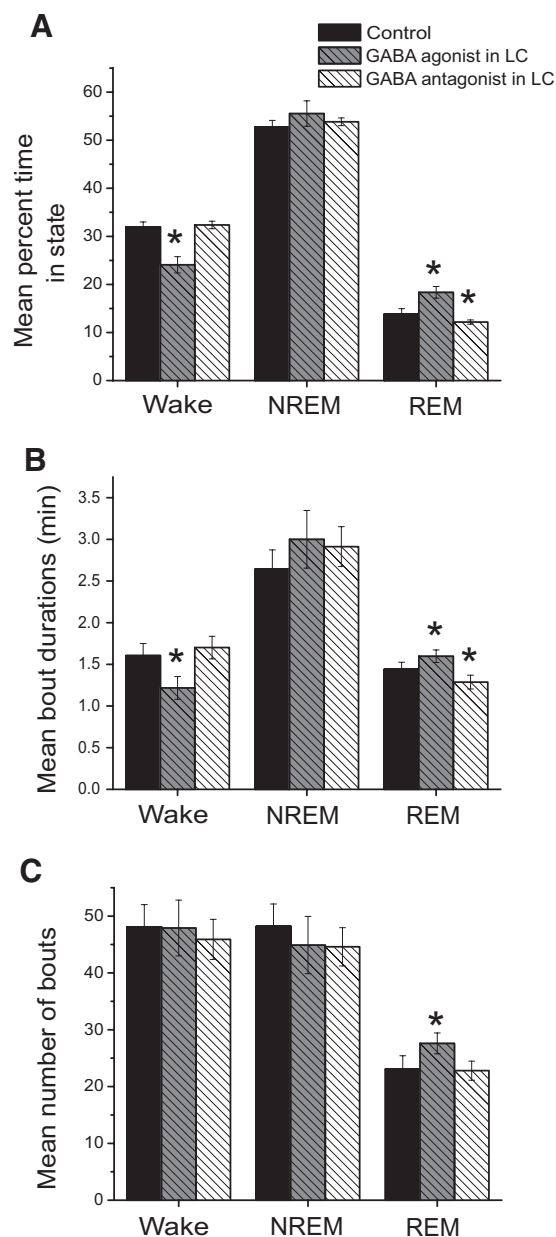 A
Control
GABA agonist in LC
GABA antagonist in LC
Mean percent time
in state
60
50
40
30
20
10
0
*
*
*
Wake
NREM
REM
B
Mean bout durations (min)
3.5
3.0
2.5
2.0
1.5
1.0
0.5
0.0
*
*
*
Wake
NREM
REM
C
Mean number of bouts
50
40
30
20
10
0
*
Wake
NREM
REM